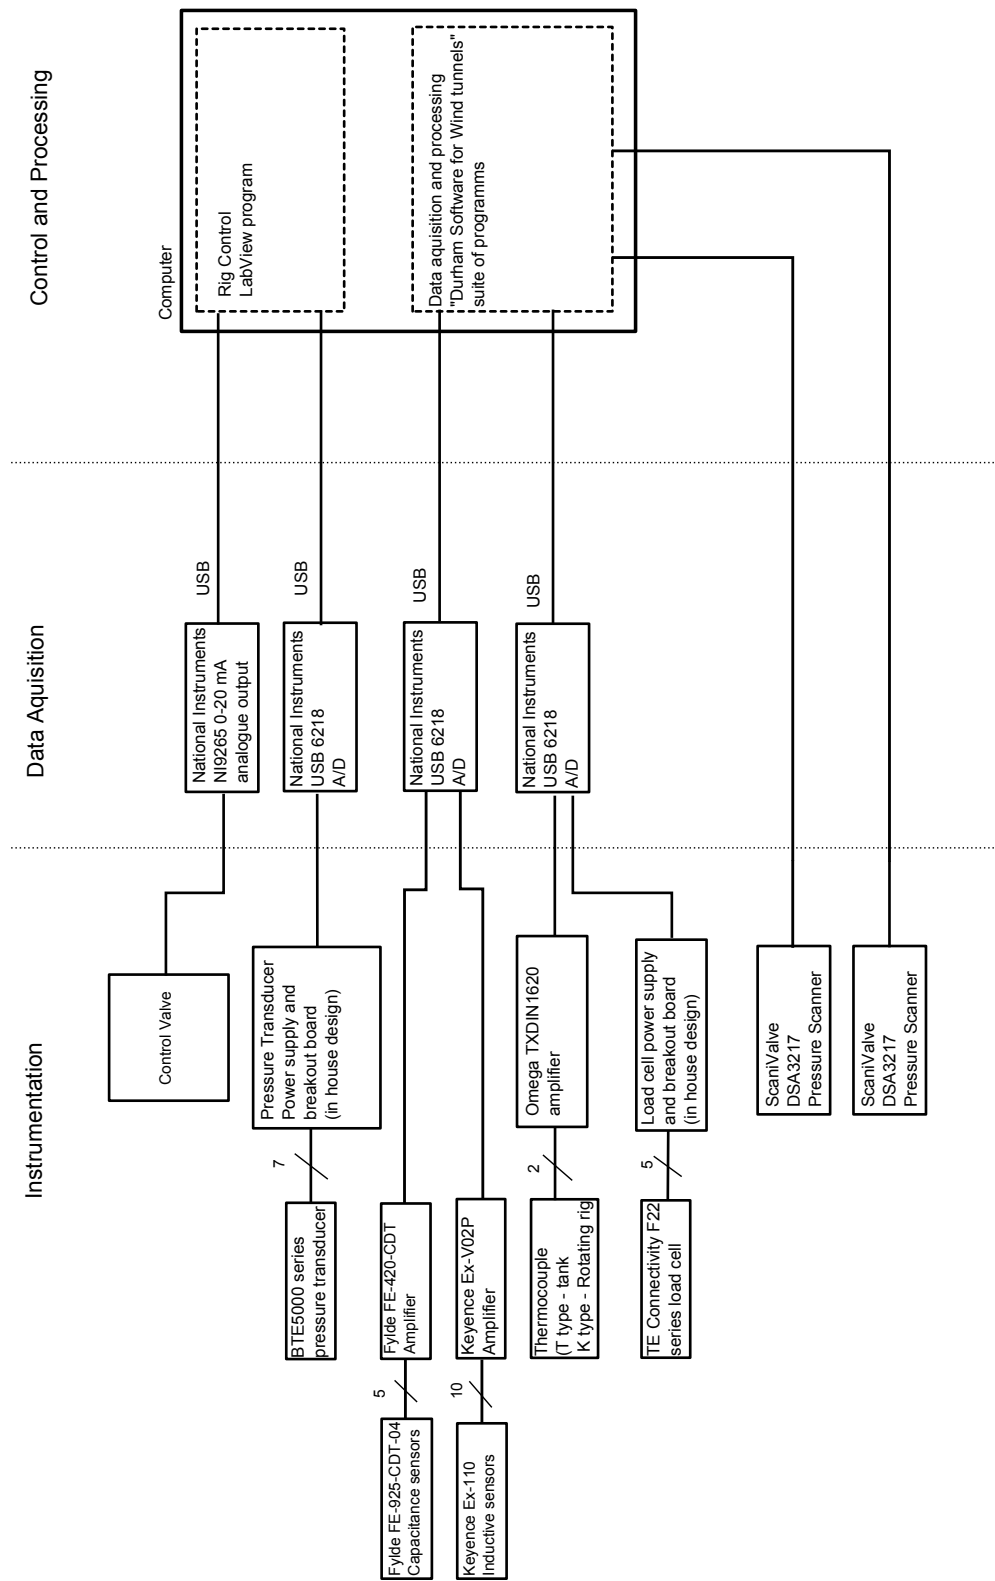 Instrumentation
Data Aquisition
Control and Processing
Control Valve
National Instruments
NI9265 0-20 mA
analogue output
USB
Computer
Rig Control
LabView program
BTE5000 series
pressure transducer
7
Pressure Transducer
Power supply and
breakout board
(in house design)
National Instruments
USB 6218
A/D
USB
Fylde FE-925-CDT-04
Capacitance sensors
5
Fylde FE-420-CDT
Amplifier
National Instruments
USB 6218
A/D
USB
Data aquisition and processing
"Durham Software for Wind tunnels"
suite of programms
Keyence Ex-110
Inductive sensors
10
Keyence Ex-V02P
Amplifier
Thermocouple
(T type - tank
K type - Rotating rig
2
Omega TXDIN1620
amplifier
National Instruments
USB 6218
A/D
USB
TE Connectivity F22
series load cell
5
Load cell power supply
and breakout board
(in house design)
ScaniValve
DSA3217
Pressure Scanner
ScaniValve
DSA3217
Pressure Scanner